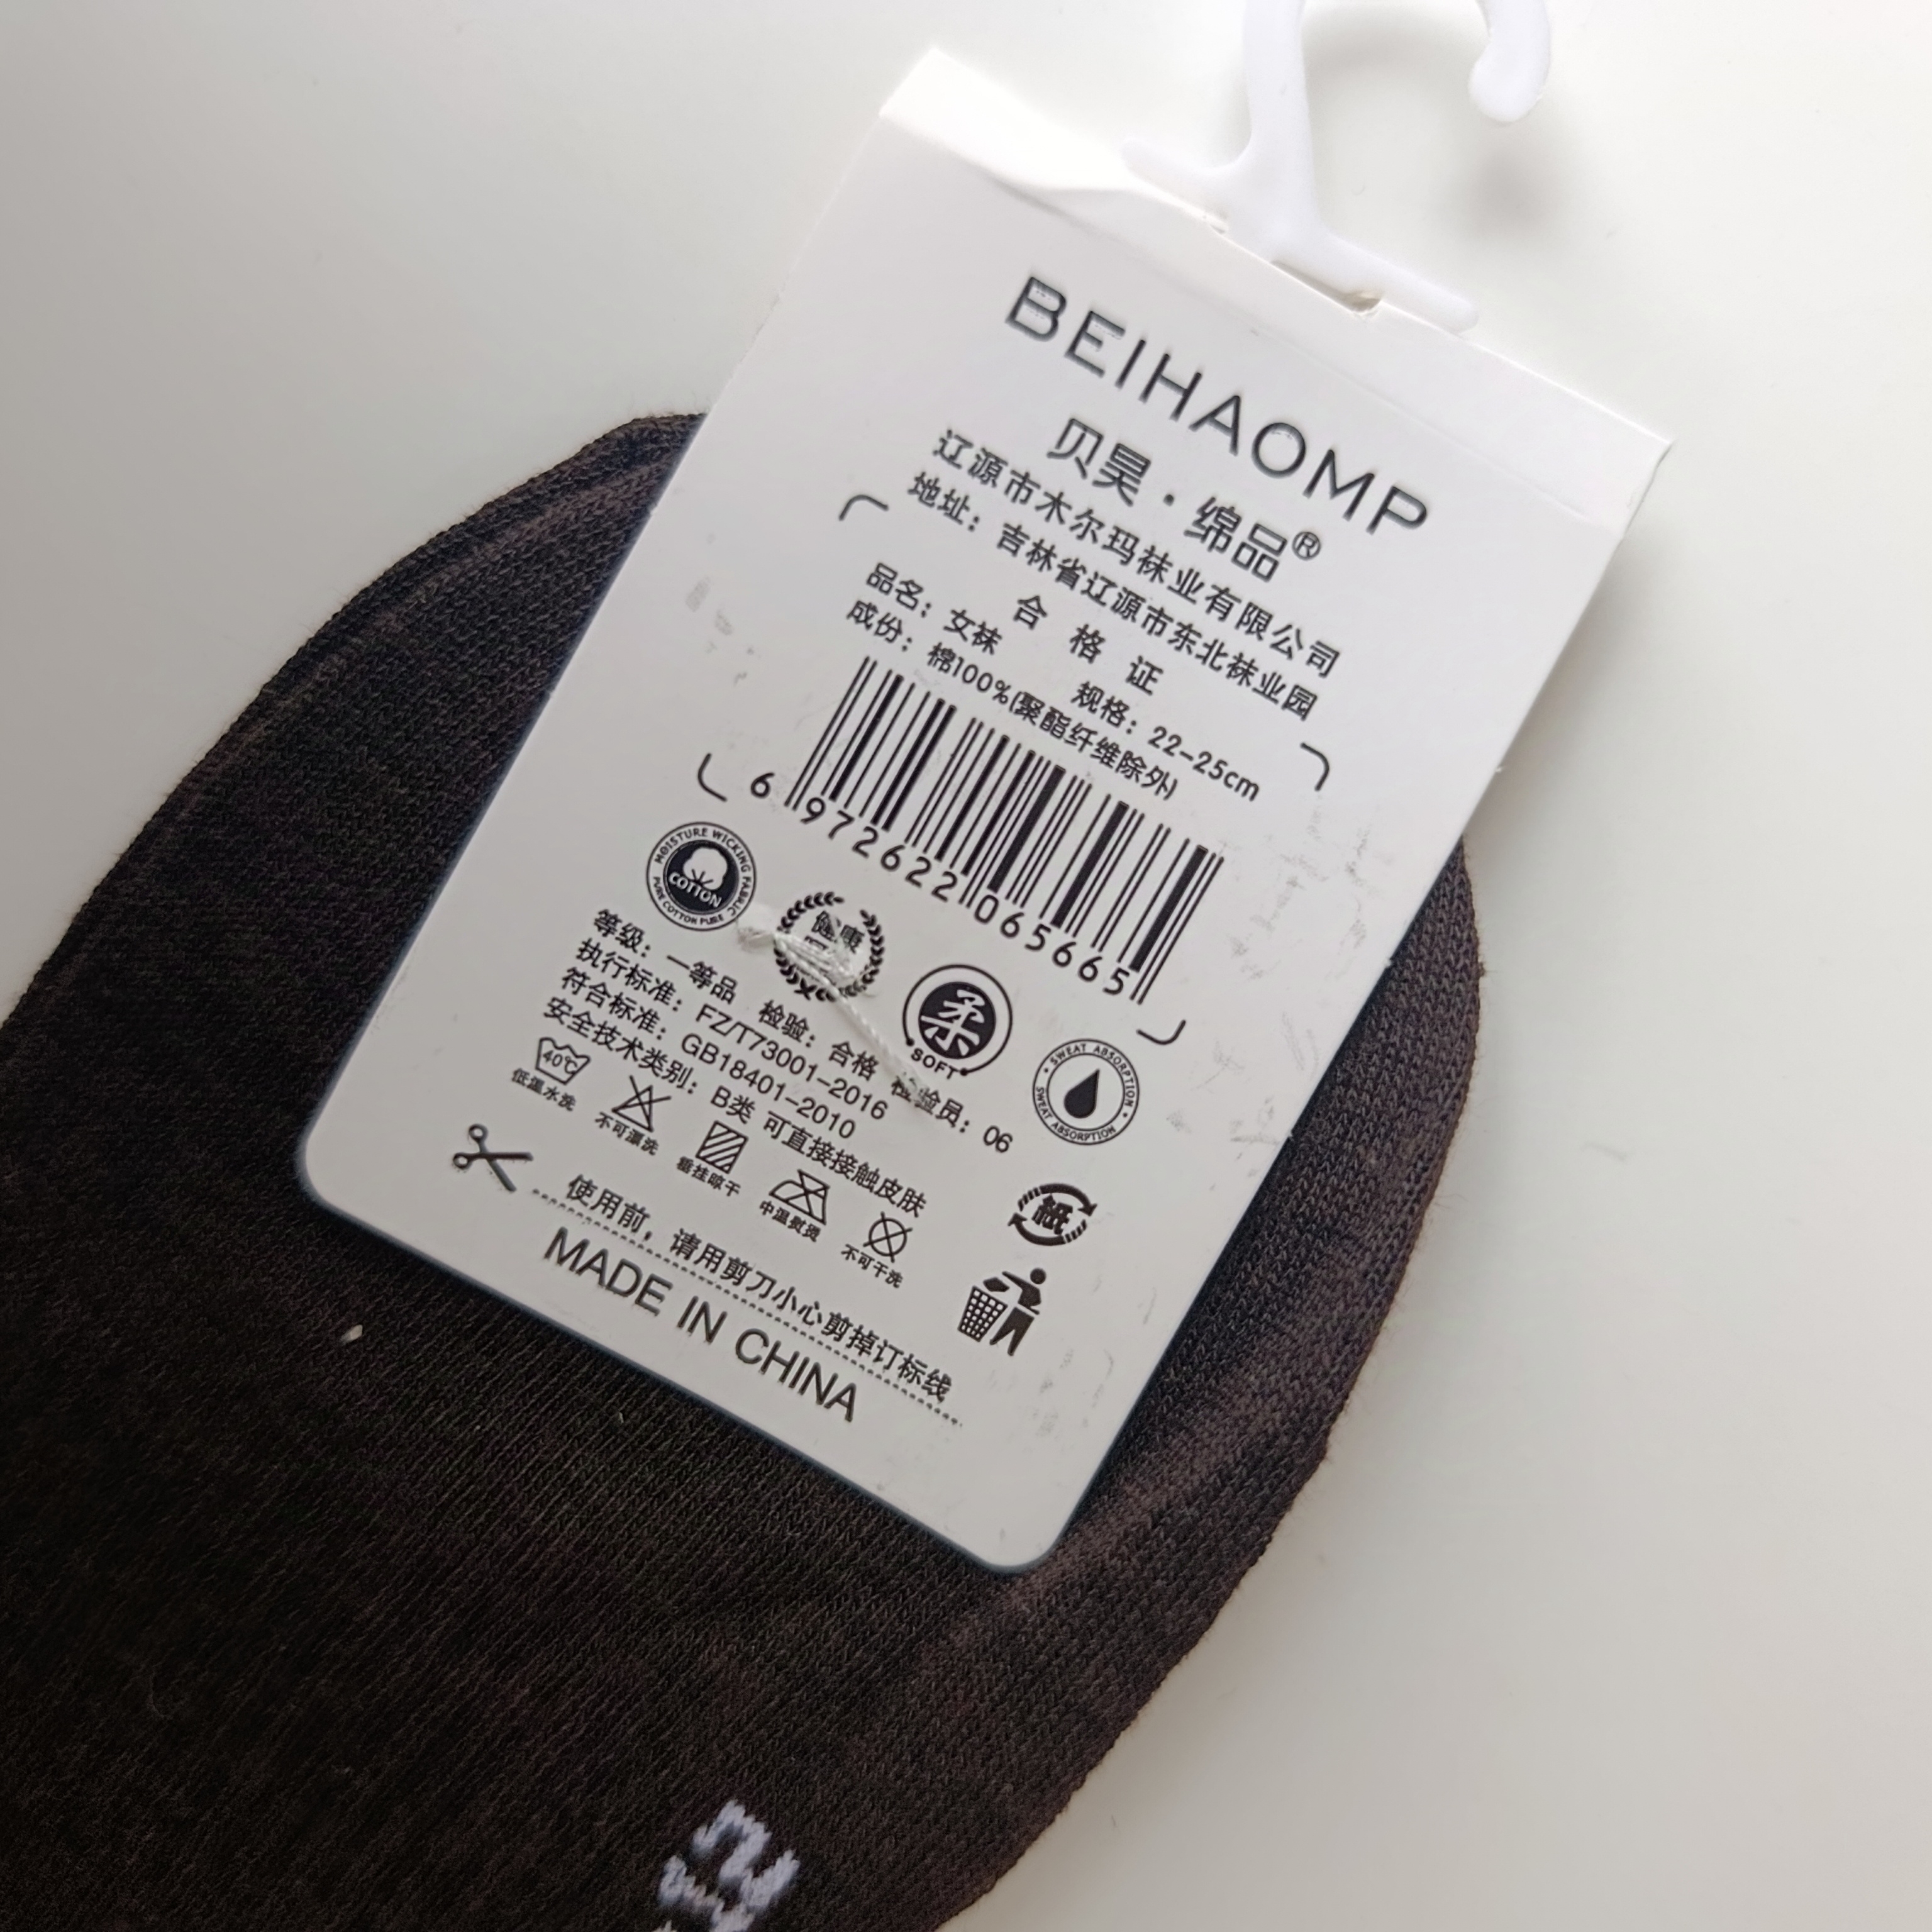 BEIHAOMP
贝昊·绵品®
辽源市木尔玛袜业有限公司
地址：吉林省辽源市东北袜业园
合格证
品名：女袜 规格：22-25cm
成份：棉100%(聚酯纤维除外)
6 972622 065665
MOISTURE WICKING FABRIC
COTTON
PURE COTTON PURE
健康
柔
SOFT
SWEAT ABSORPTION
SWEAT ABSORPTION
等级：一等品 检验：合格 检验员：06
执行标准：FZ/T73001-2016
符合标准：GB18401-2010
安全技术类别：B类 可直接接触皮肤
40℃
低温水洗
不可漂洗
悬挂晾干
中温熨烫
不可干洗
纸
使用前，请用剪刀小心剪掉订标线
MADE IN CHINA